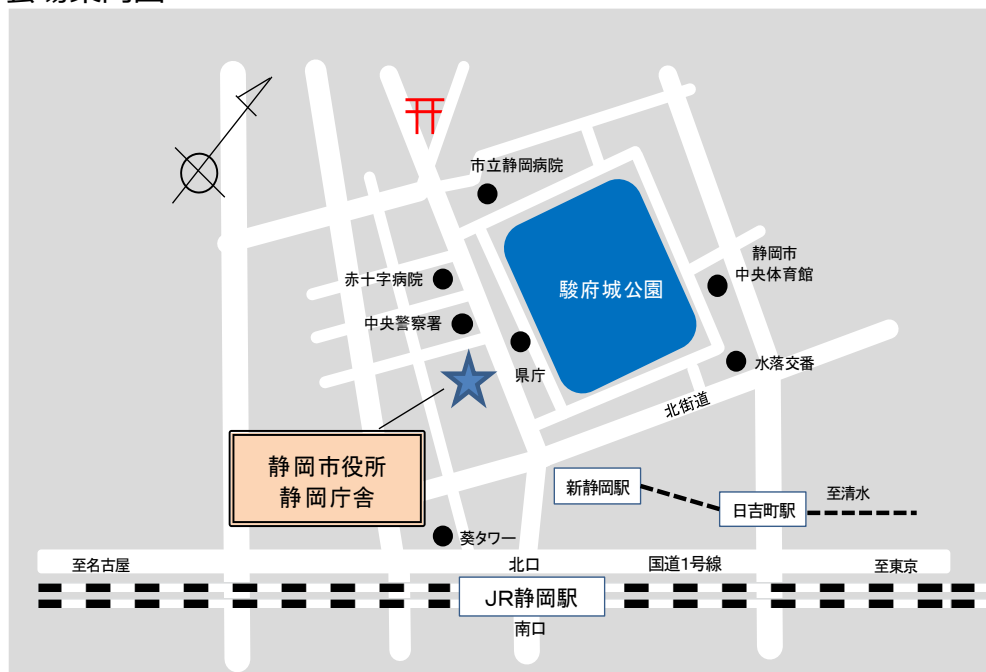 市立静岡病院
静岡市
中央体育館
赤十字病院
駿府城公園
中央警察署
県庁
水落交番
北街道
静岡市役所
静岡庁舎
新静岡駅
日吉町駅
至清水
葵タワー
至名古屋
北口
国道1号線
至東京
JR静岡駅
南口